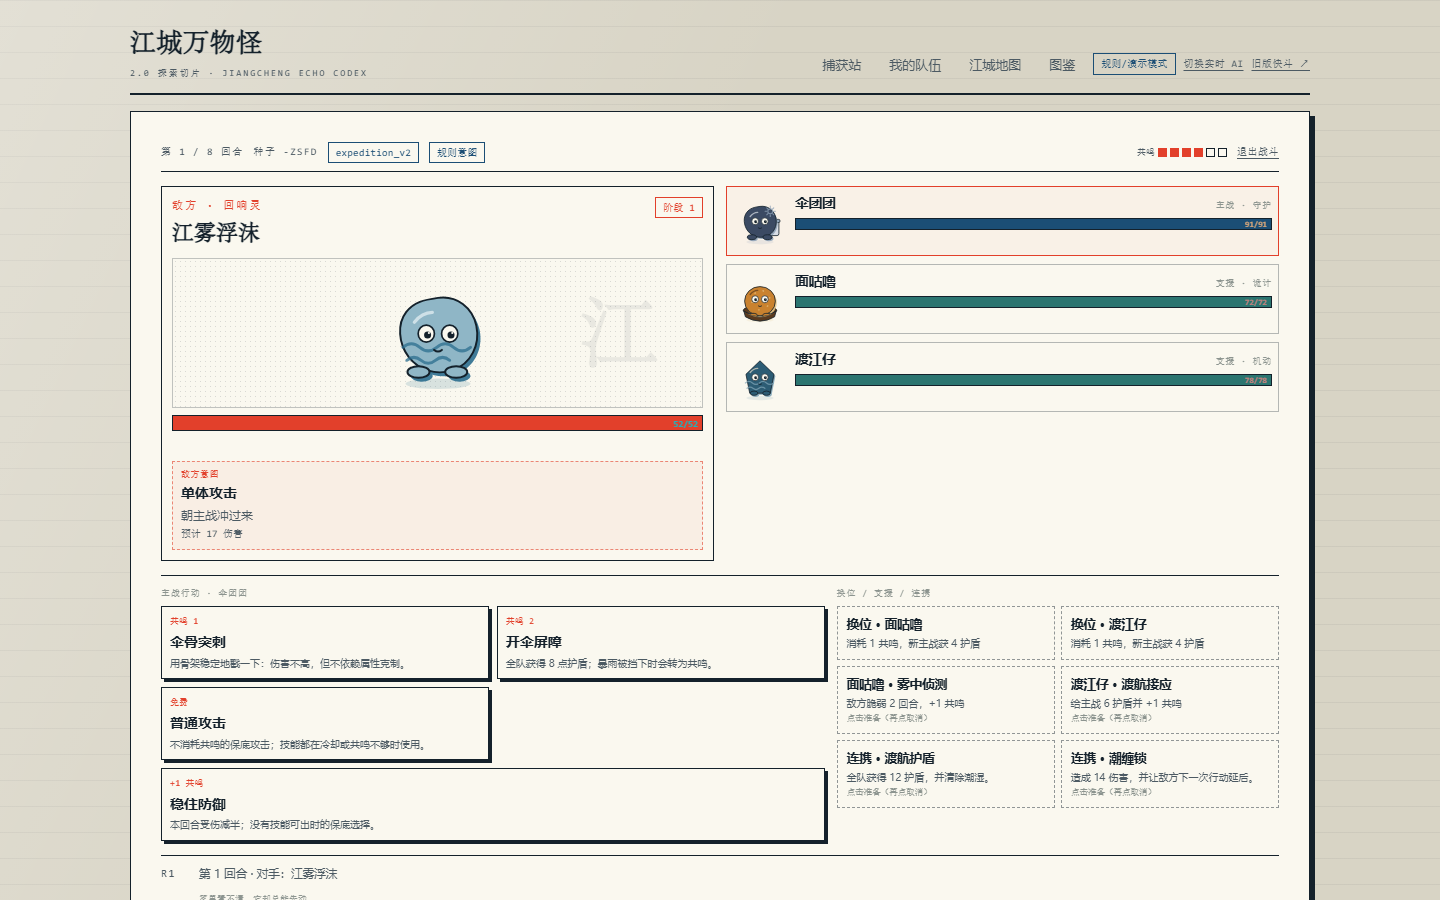 江城万物怪
2.0 探索切片 · JIANGCHENG ECHO CODEX
捕获站
我的队伍
江城地图
图鉴
规则/演示模式
切换实时 AI
旧版快斗 ↗
第 1 / 8 回合
种子 -ZSFD
expedition_v2
规则意图
共鸣
退出战斗
敌方 · 回响灵
江雾浮沫
阶段 1
江
52/52
敌方意图
单体攻击
朝主战冲过来
预计 17 伤害
伞团团
主战 · 守护
91/91
面咕噜
支援 · 诡计
72/72
渡江仔
支援 · 机动
78/78
主战行动 · 伞团团
共鸣 1
伞骨突刺
用骨架稳定地戳一下：伤害不高，但不依赖属性克制。
共鸣 2
开伞屏障
全队获得 8 点护盾；暴雨被挡下时会转为共鸣。
免费
普通攻击
不消耗共鸣的保底攻击；技能都在冷却或共鸣不够时使用。
+1 共鸣
稳住防御
本回合受伤减半；没有技能可出时的保底选择。
换位 / 支援 / 连携
换位 · 面咕噜
消耗 1 共鸣，新主战获 4 护盾
换位 · 渡江仔
消耗 1 共鸣，新主战获 4 护盾
面咕噜 · 雾中侦测
敌方脆弱 2 回合，+1 共鸣
点击准备（再点取消）
渡江仔 · 渡航接应
给主战 6 护盾并 +1 共鸣
点击准备（再点取消）
连携 · 渡航护盾
全队获得 12 护盾，并清除潮湿。
点击准备（再点取消）
连携 · 潮缠锁
造成 14 伤害，并让敌方下一次行动延后。
点击准备（再点取消）
R1
第 1 回合 · 对手：江雾浮沫